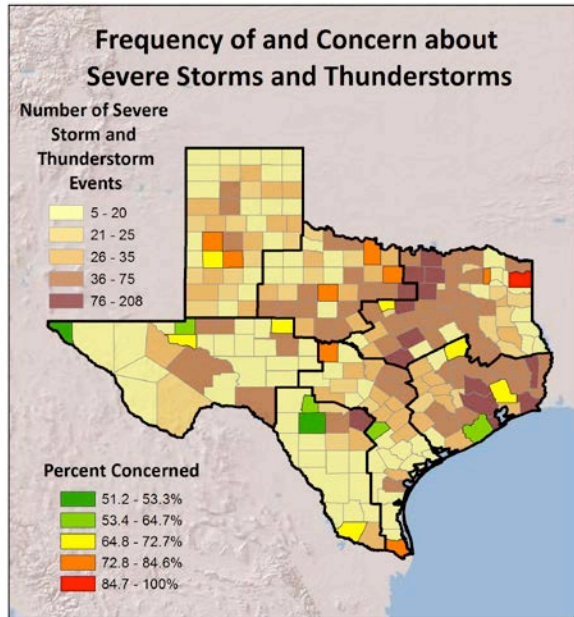 Frequency of and Concern about
Severe Storms and Thunderstorms
Number of Severe
Storm and
Thunderstorm
Events
5 - 20
21 - 25
26 - 35
36 - 75
76 - 208
Percent Concerned
51.2 - 53.3%
53.4 - 64.7%
64.8 - 72.7%
72.8 - 84.6%
84.7 - 100%